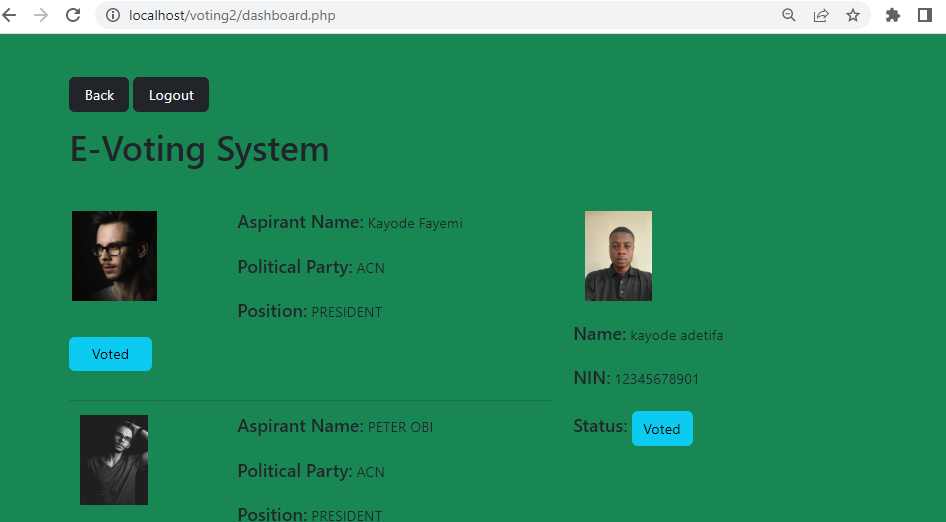 localhost/voting2/dashboard.php
Back Logout
E-Voting System
Aspirant Name: Kayode Fayemi
Political Party: ACN
Position: PRESIDENT
Voted
Aspirant Name: PETER OBI
Political Party: ACN
Position: PRESIDENT
Name: kayode adetifa
NIN: 12345678901
Status: Voted